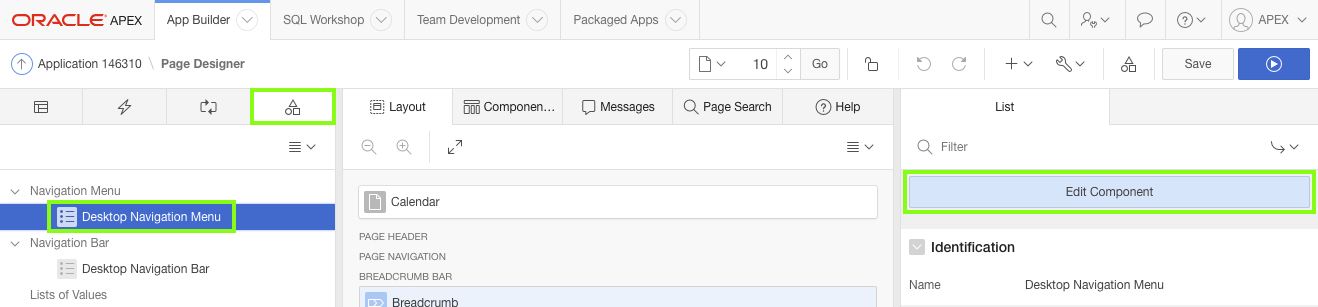 ORACLE APEX App Builder SQL Workshop Team Development Packaged Apps APEX
Application 146310 \ Page Designer 10 Go Save
Layout Componen... Messages Page Search Help List
Filter
Navigation Menu
Desktop Navigation Menu
Navigation Bar
Desktop Navigation Bar
Lists of Values
Calendar
PAGE HEADER
PAGE NAVIGATION
BREADCRUMB BAR
Breadcrumb
Edit Component
Identification
Name Desktop Navigation Menu